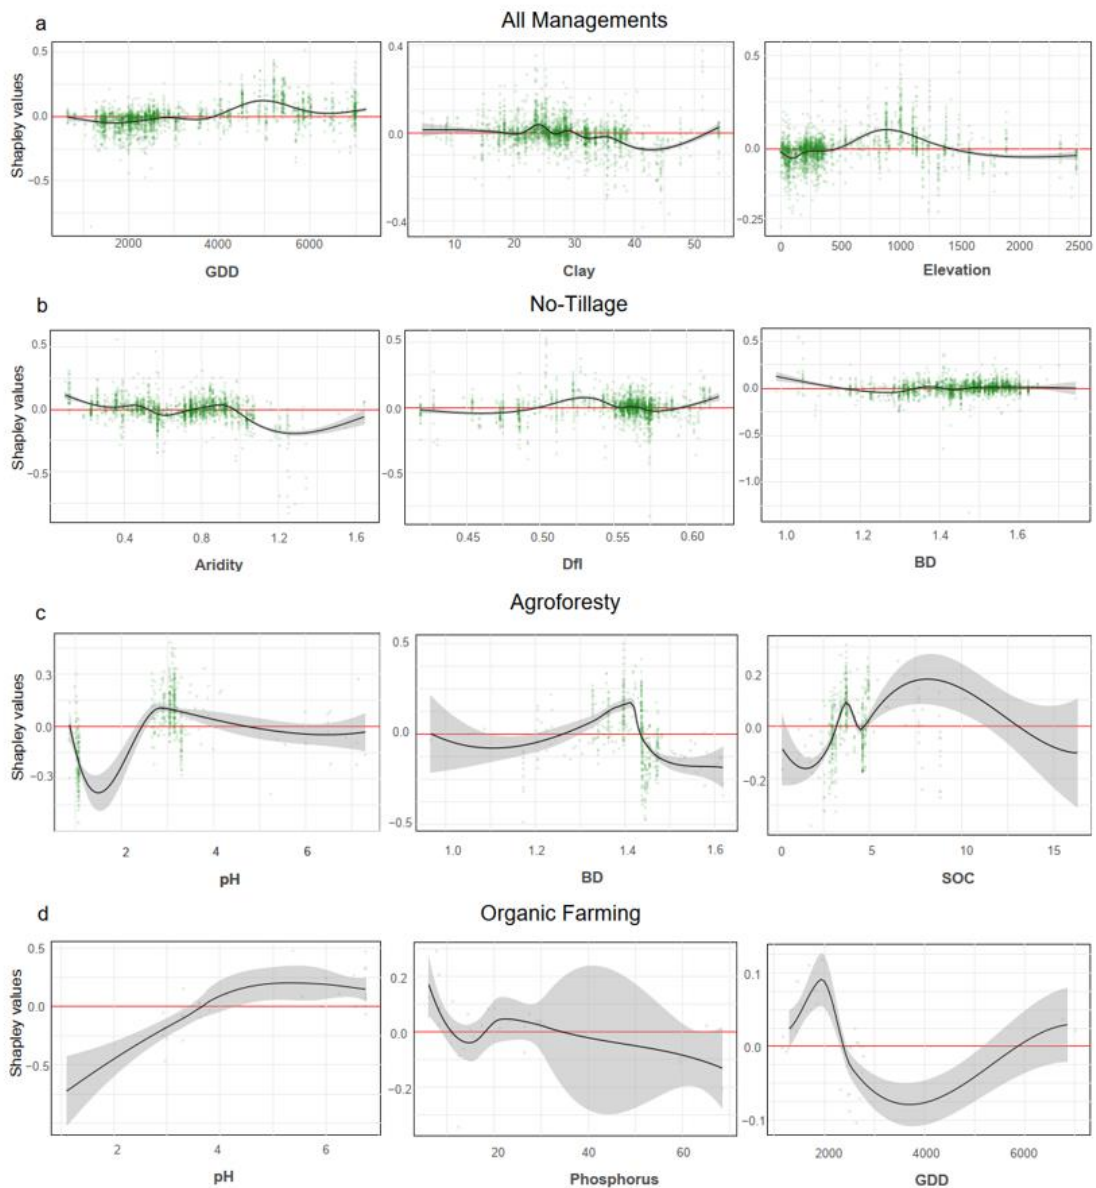 a
All Managements
Shapley values
0.5
0.0
−0.5
2000 4000 6000
GDD
0.4
0.0
−0.4
10 20 30 40 50
Clay
0.5
0.0
−0.25
0 500 1000 1500 2000 2500
Elevation
b
No-Tillage
Shapley values
0.5
0.0
−0.5
0.4 0.8 1.2 1.6
Aridity
0.5
0.0
−0.5
0.45 0.50 0.55 0.60
DfI
0.5
0.0
−0.5
−1.0
1.0 1.2 1.4 1.6
BD
c
Agroforesty
Shapley values
0.3
0.0
−0.3
2 4 6
pH
0.5
0.0
−0.5
1.0 1.2 1.4 1.6
BD
0.2
0.0
−0.2
0 5 10 15
SOC
d
Organic Farming
Shapley values
0.5
0.0
−0.5
2 4 6
pH
0.2
0.0
−0.2
20 40 60
Phosphorus
0.1
0.0
−0.1
2000 4000 6000
GDD